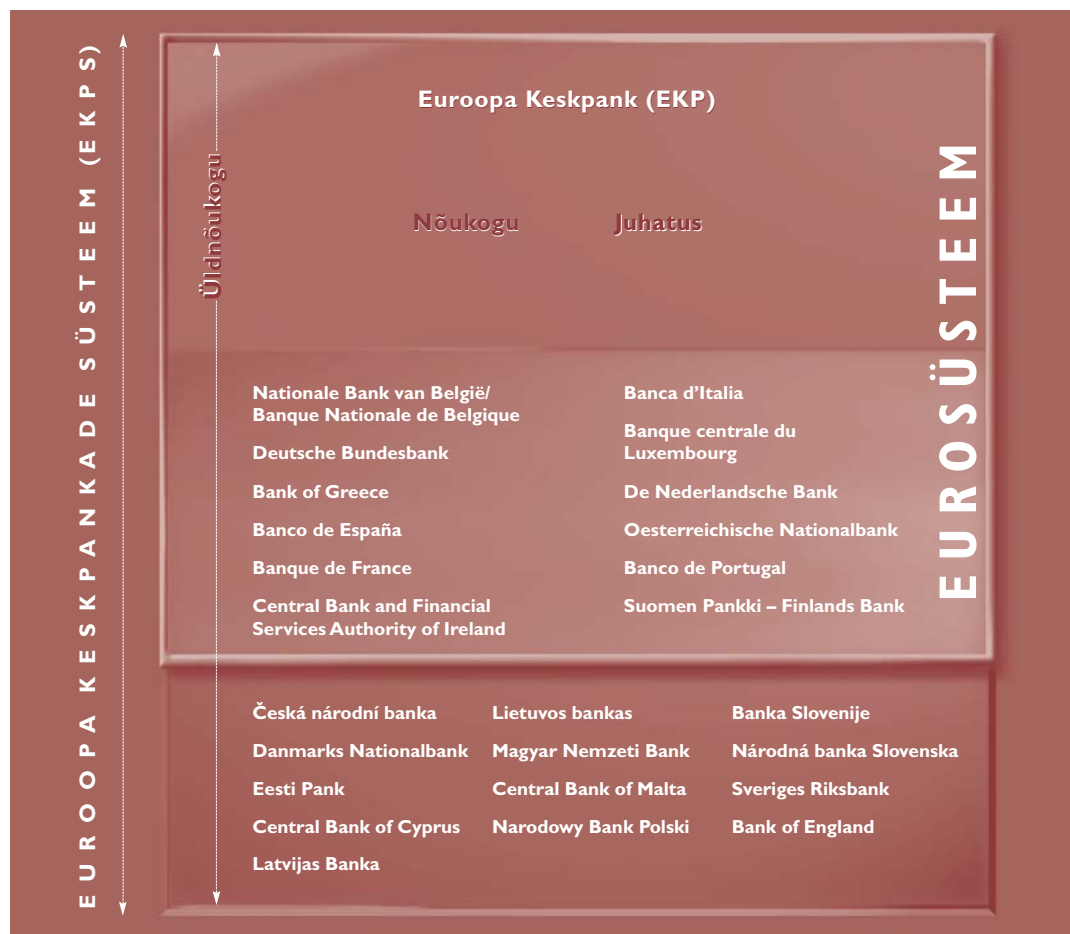 EUROOPA KESKPANKADE SÜSTEEM (EKPS)
Üldnõukogu
Euroopa Keskpank (EKP)
Nõukogu
Juhatus
EUROSÜSTEEM
Nationale Bank van België/
Banque Nationale de Belgique
Deutsche Bundesbank
Bank of Greece
Banco de España
Banque de France
Central Bank and Financial
Services Authority of Ireland
Banca d’Italia
Banque centrale du
Luxembourg
De Nederlandsche Bank
Oesterreichische Nationalbank
Banco de Portugal
Suomen Pankki – Finlands Bank
Česká národní banka
Danmarks Nationalbank
Eesti Pank
Central Bank of Cyprus
Latvijas Banka
Lietuvos bankas
Magyar Nemzeti Bank
Central Bank of Malta
Narodowy Bank Polski
Banka Slovenije
Národná banka Slovenska
Sveriges Riksbank
Bank of England